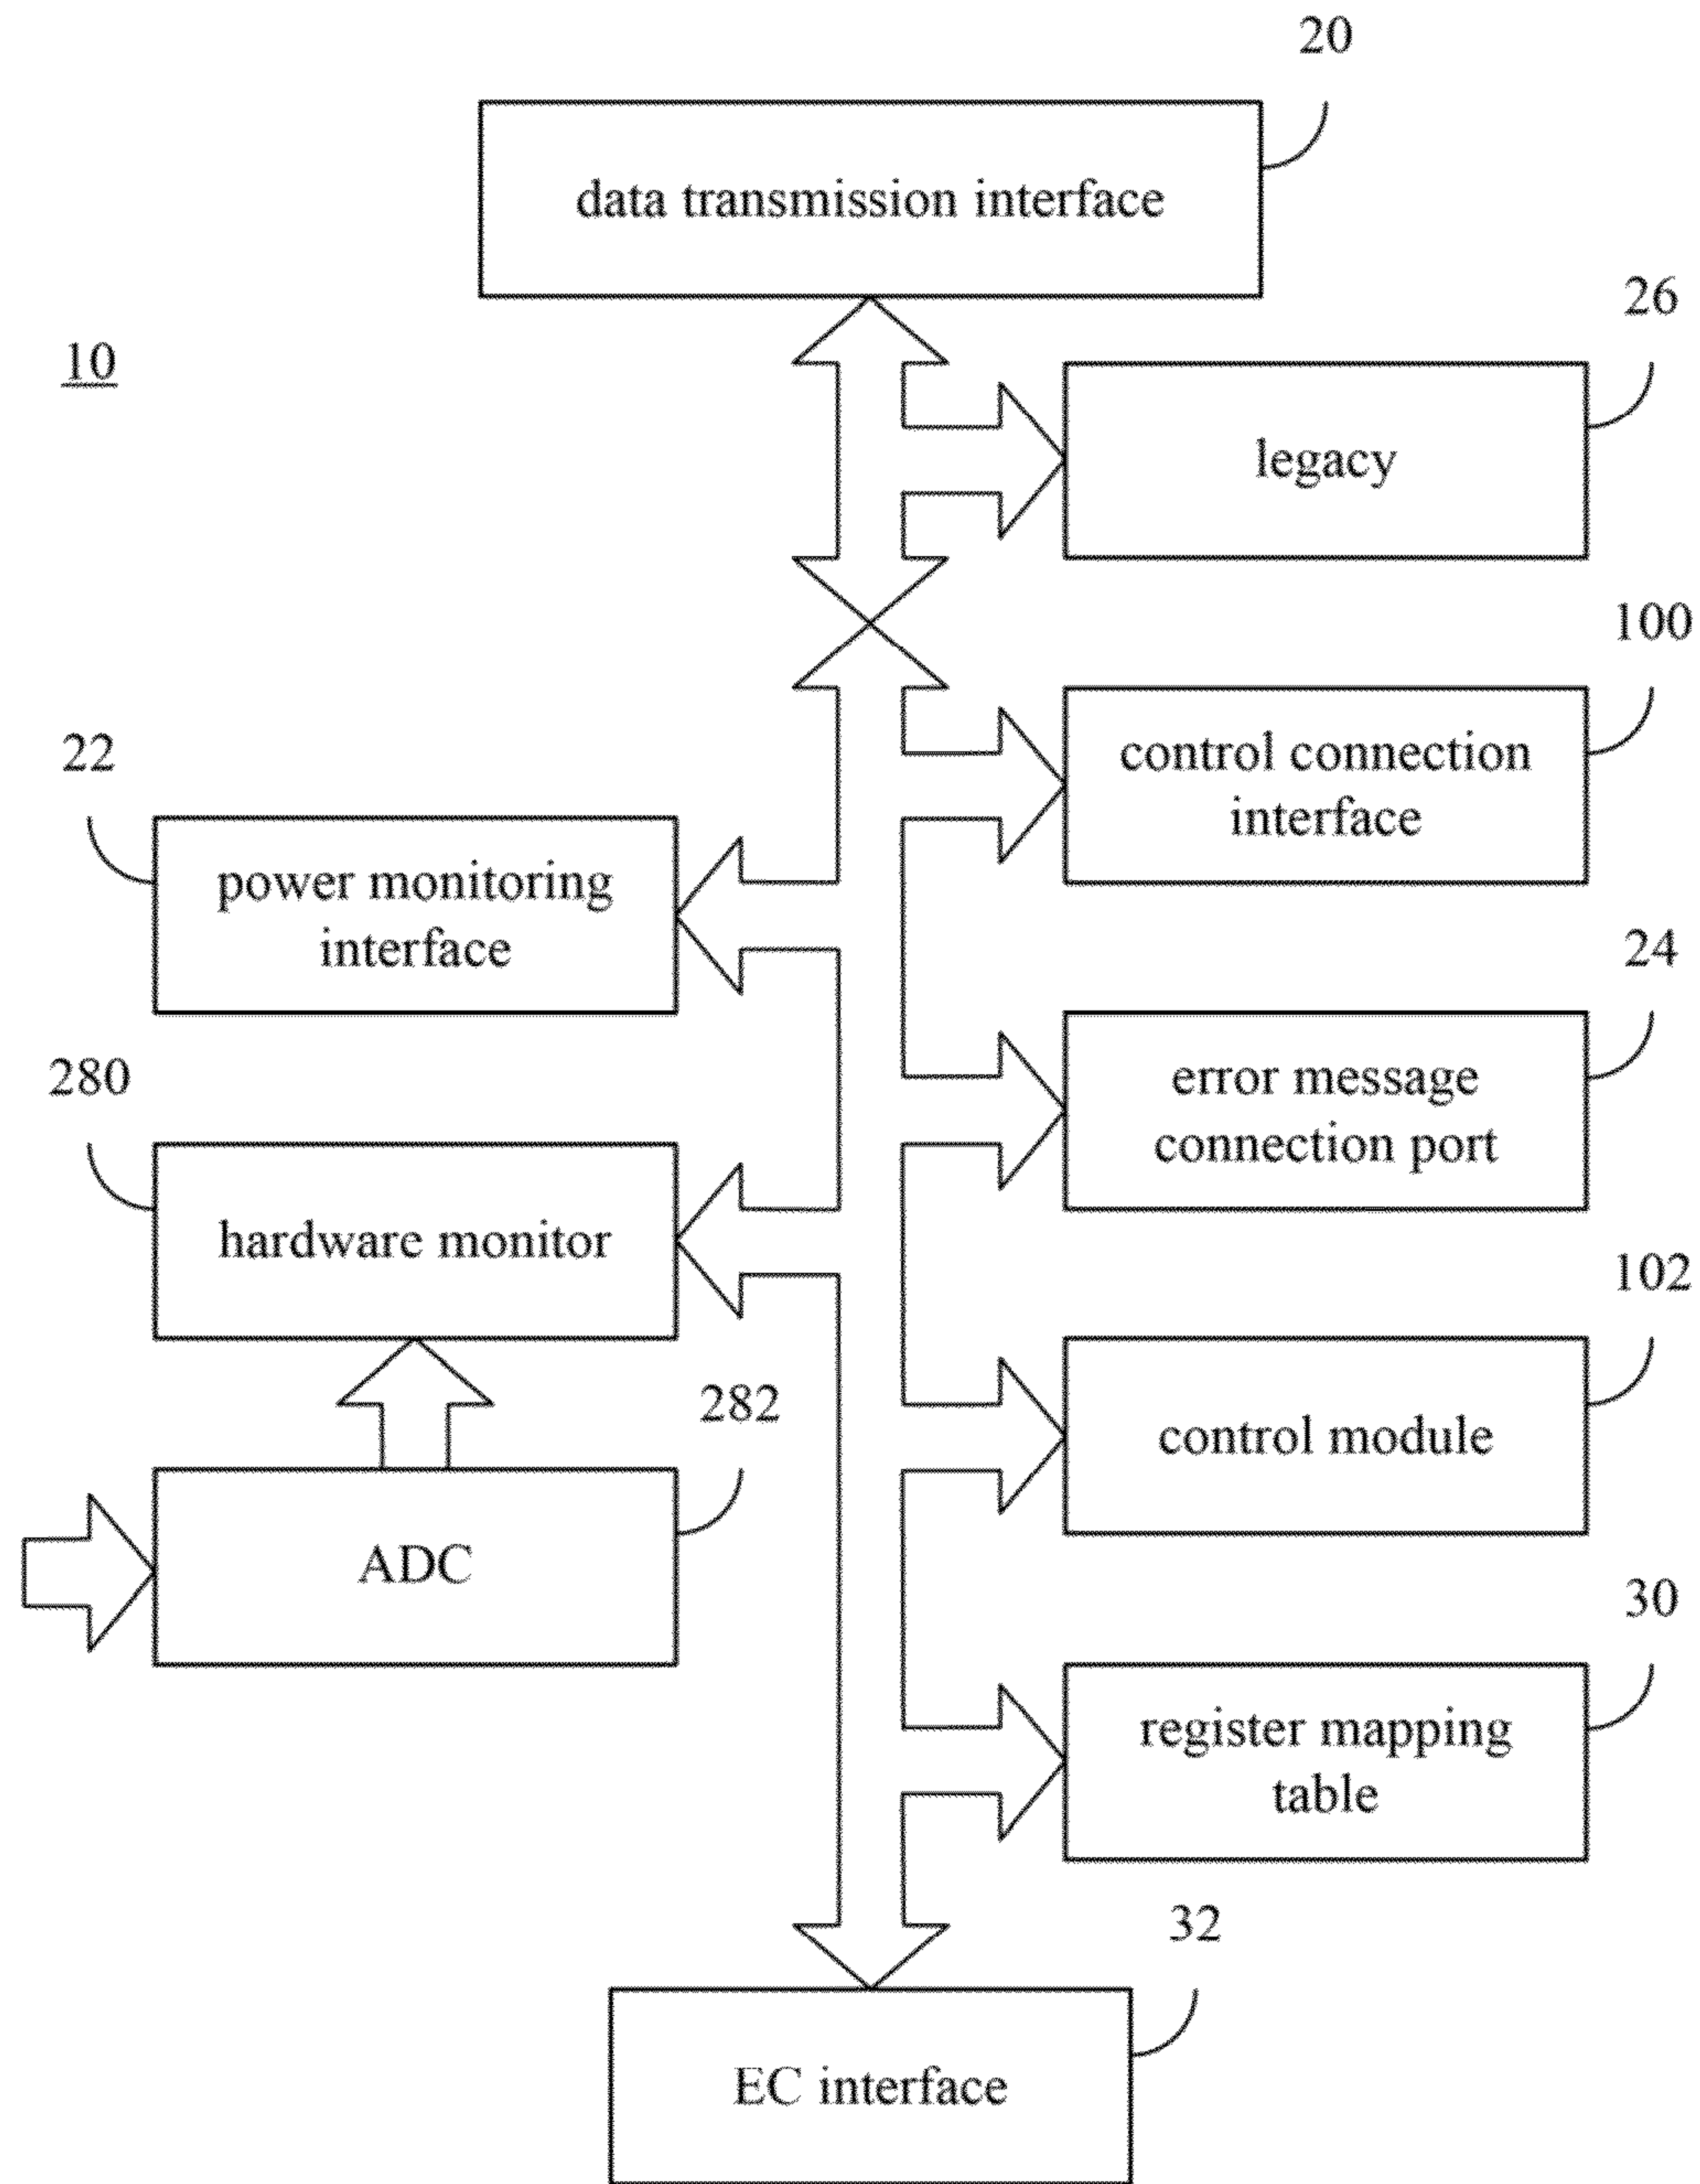 20
data transmission interface
10
26
legacy
100
control connection
interface
22
power monitoring
interface
24
error message
connection port
280
hardware monitor
102
control module
282
ADC
30
register mapping
table
32
EC interface